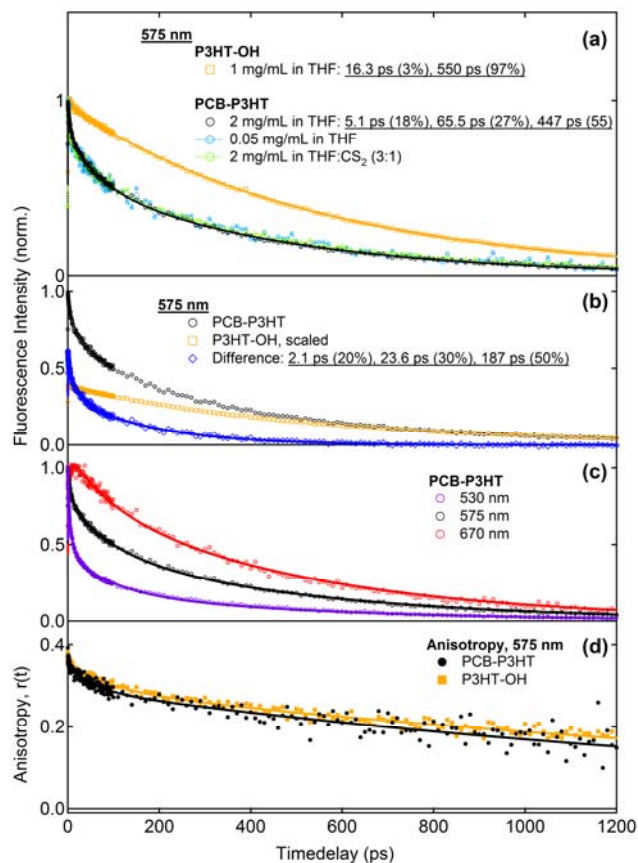 575 nm (a)
P3HT-OH
1 mg/mL in THF: 16.3 ps (3%), 550 ps (97%)
PCB-P3HT
2 mg/mL in THF: 5.1 ps (18%), 65.5 ps (27%), 447 ps (55)
0.05 mg/mL in THF
2 mg/mL in THF:CS₂ (3:1)
1
1
575 nm (b)
PCB-P3HT
P3HT-OH, scaled
Difference: 2.1 ps (20%), 23.6 ps (30%), 187 ps (50%)
1.0
0.5
0.0
Fluorescence Intensity (norm.)
PCB-P3HT (c)
530 nm
575 nm
670 nm
1.0
0.5
0.0
Anisotropy, 575 nm (d)
PCB-P3HT
P3HT-OH
0.4
0.2
0.0
Anisotropy, r(t)
0 200 400 600 800 1000 1200
Timedelay (ps)